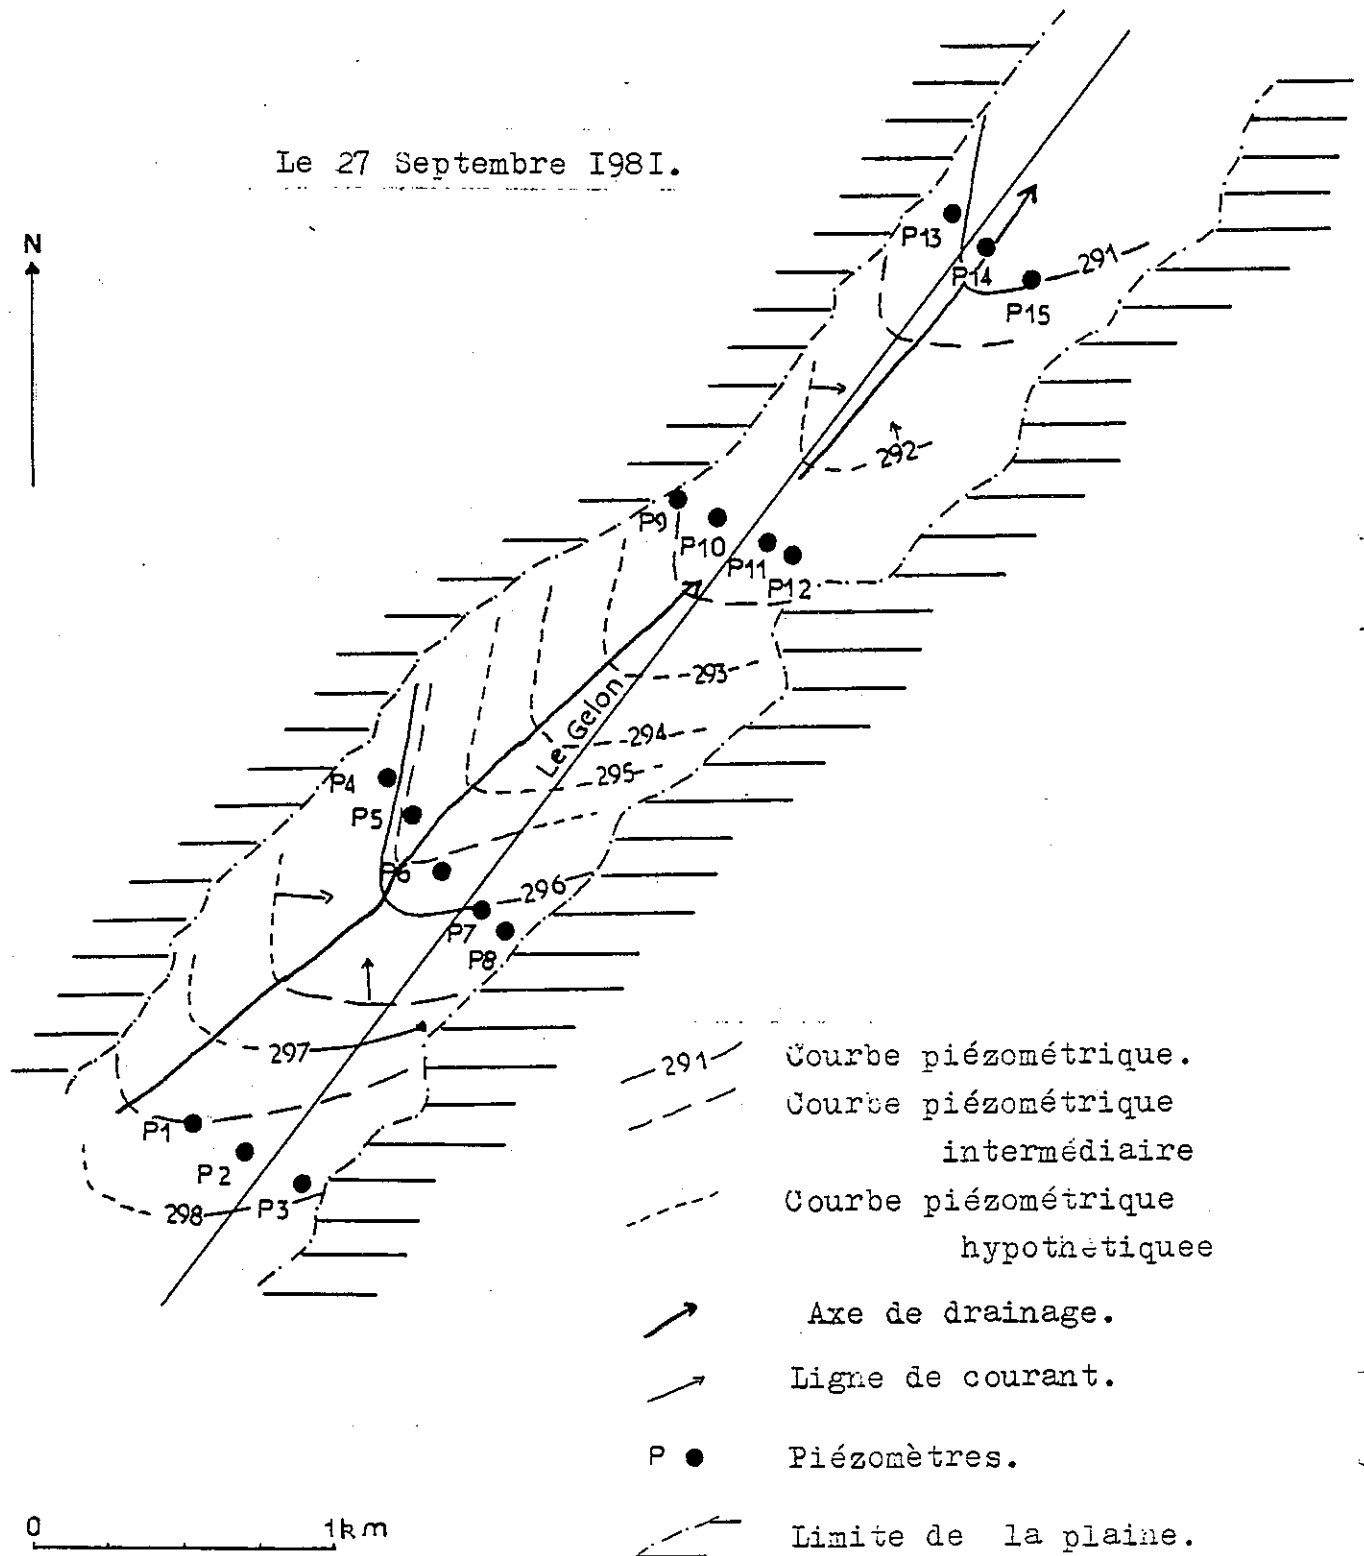 Le 27 Septembre I98I.
N
P13
P14
291
P15
292
P9
P10
P11
P12
293
Le Gelon
294
295
P4
P5
P6
296
P7
P8
297
P1
P2
P3
298
291 Courbe piézométrique.
Courbe piézométrique
intermédiaire
Courbe piézométrique
hypothétiquee
Axe de drainage.
Ligne de courant.
P Piézomètres.
0 1km
Limite de la plaine.